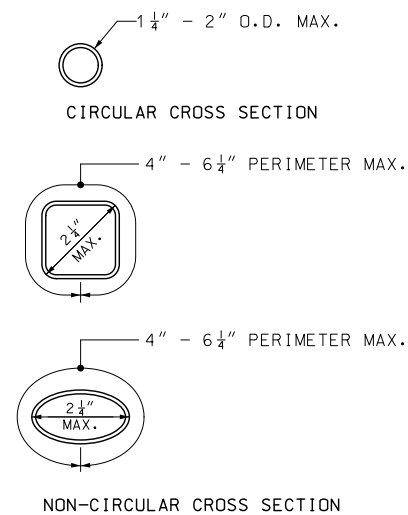 1 1/4" - 2" O.D. MAX.
CIRCULAR CROSS SECTION
4" - 6 1/4" PERIMETER MAX.
2 1/4"
MAX.
4" - 6 1/4" PERIMETER MAX.
2 1/4"
MAX.
NON-CIRCULAR CROSS SECTION